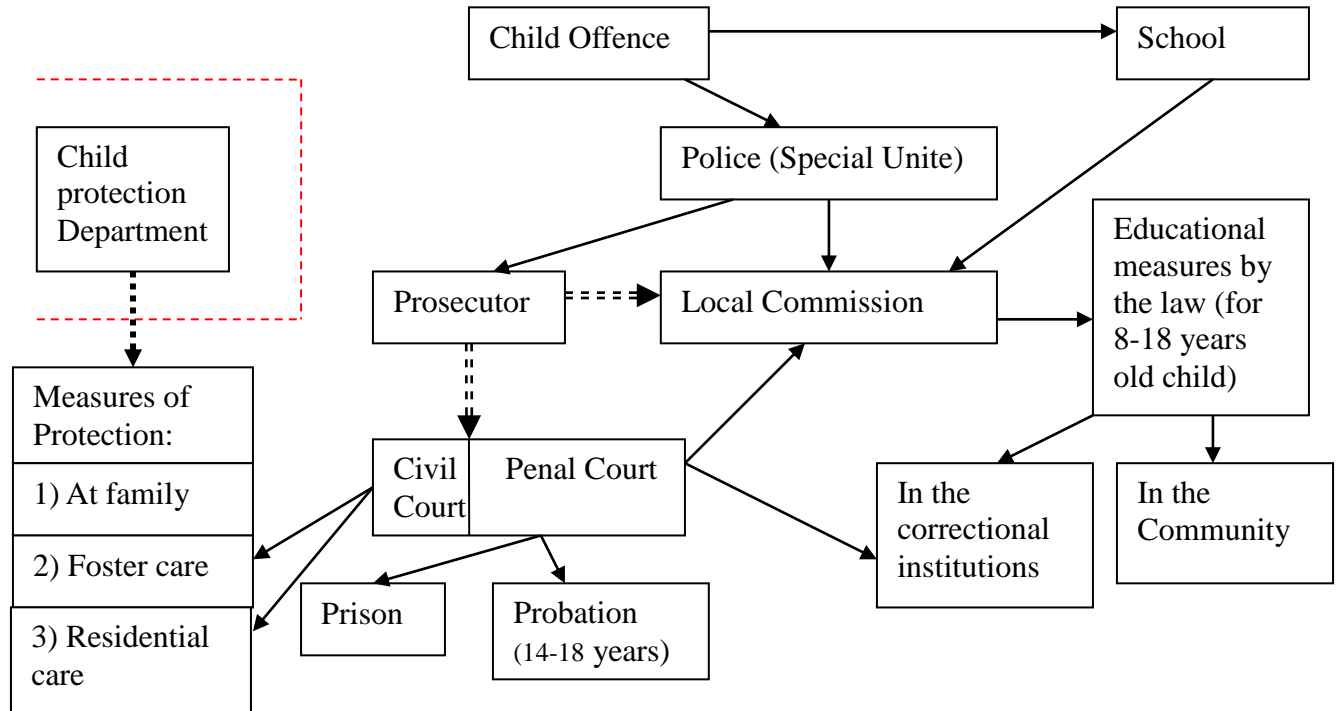 Child Offence
School
Police (Special Unite)
Child
protection
Department
Educational
measures by
the law (for
8-18 years
old child)
Prosecutor
Local Commission
Measures of
Protection:
1) At family
2) Foster care
3) Residential
care
Civil
Court
Penal Court
In the
correctional
institutions
In the
Community
Prison
Probation
(14-18 years)